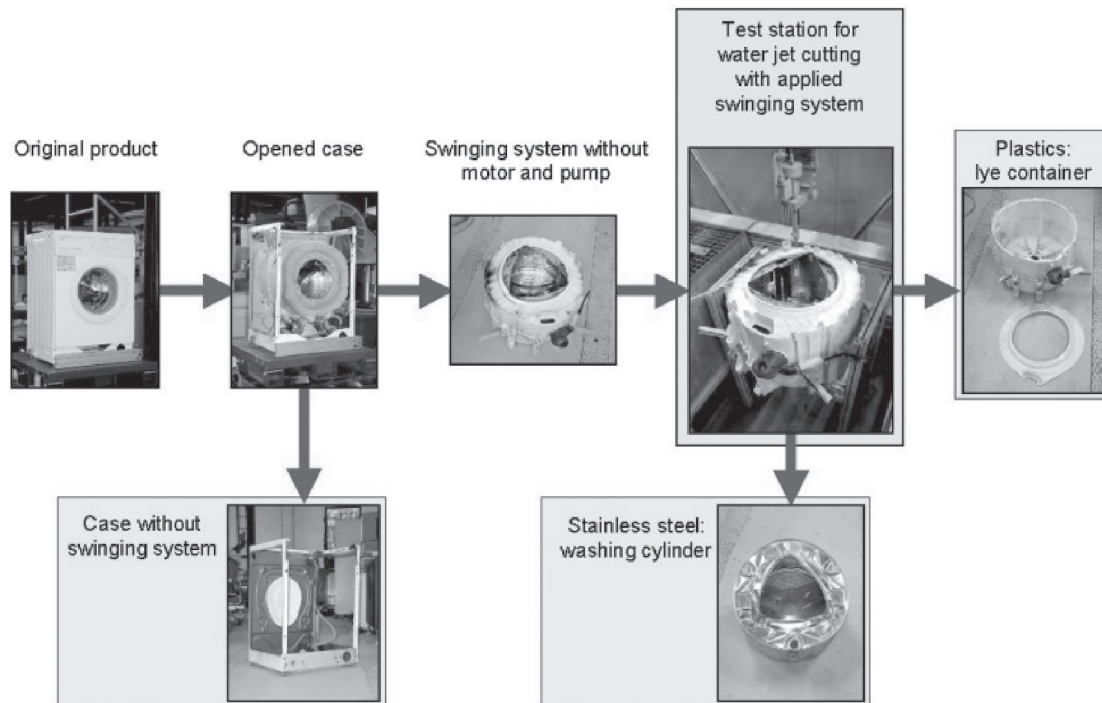 Original product
Opened case
Swinging system without
motor and pump
Test station for
water jet cutting
with applied
swinging system
Plastics:
lye container
Case without
swinging system
Stainless steel:
washing cylinder